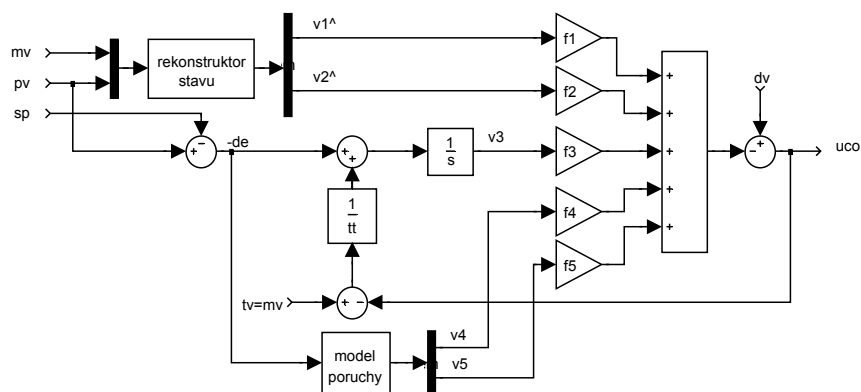 mv
pv
sp
rekonstruktor
stavu
v1^
v2^
f1
f2
dv
-de
1
s
v3
f3
uco
1
tt
f4
f5
tv=mv
model
poruchy
v4
v5